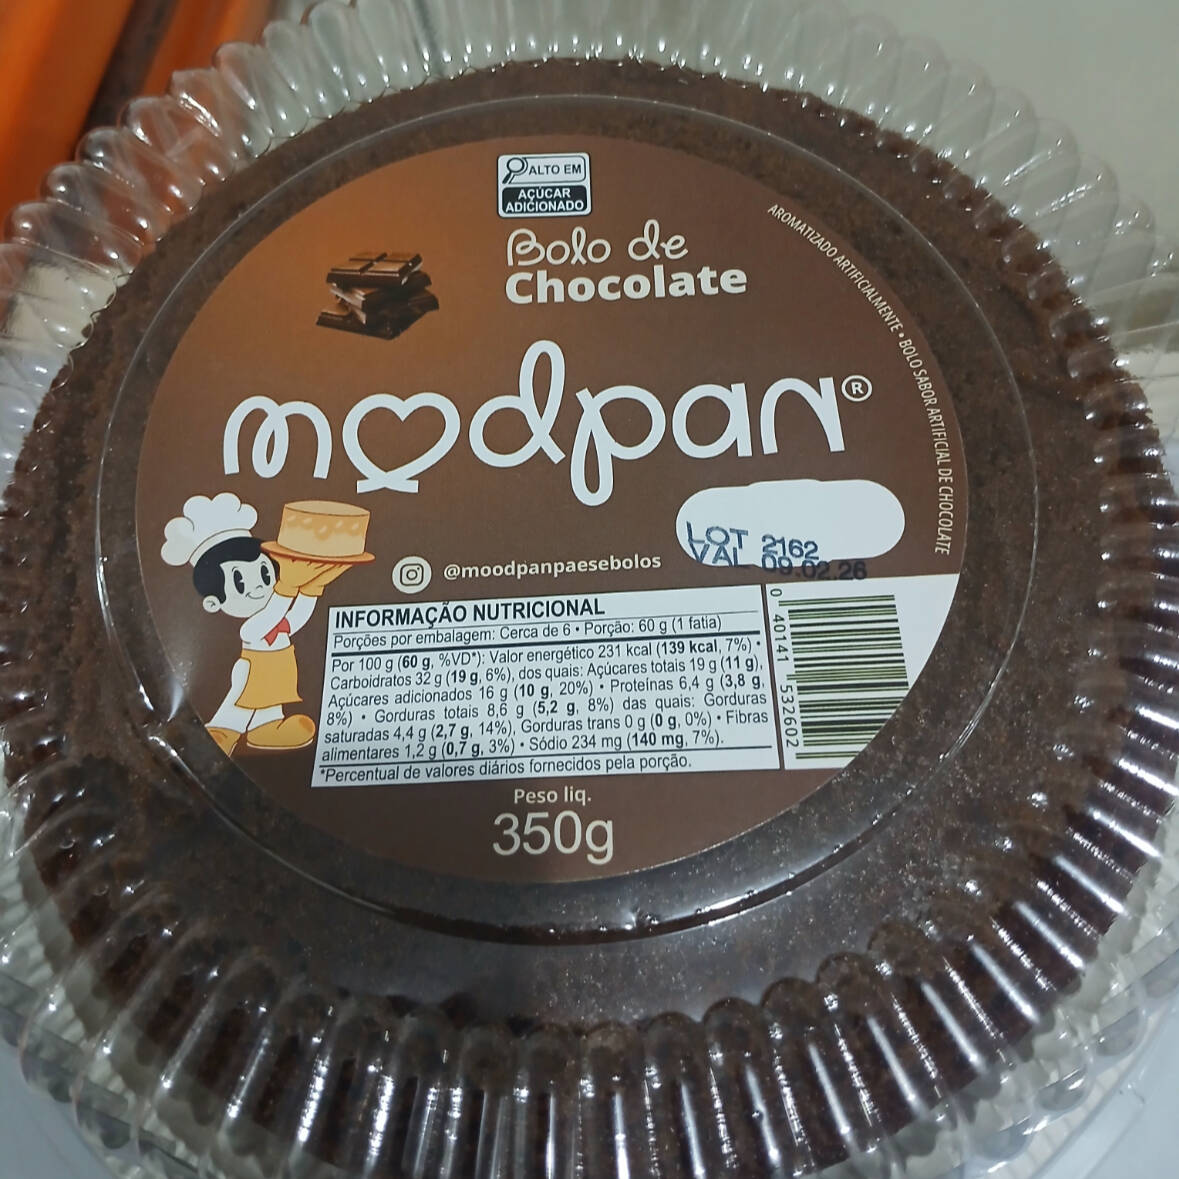 ALTO EM
AÇÚCAR
ADICIONADO
Bolo de
Chocolate
AROMATIZADO ARTIFICIALMENTE • BOLO SABOR ARTIFICIAL DE CHOCOLATE
modpan®
LOT 2162
VAL 09.02.26
@moodpanpaesebolos
INFORMAÇÃO NUTRICIONAL
Porções por embalagem: Cerca de 6 • Porção: 60 g (1 fatia)
Por 100 g (60 g, %VD*): Valor energético 231 kcal (139 kcal, 7%) •
Carboidratos 32 g (19 g, 6%), dos quais: Açúcares totais 19 g (11 g),
Açúcares adicionados 16 g (10 g, 20%) • Proteínas 6,4 g (3,8 g,
8%) • Gorduras totais 8,6 g (5,2 g, 8%) das quais: Gorduras
saturadas 4,4 g (2,7 g, 14%), Gorduras trans 0 g (0 g, 0%) • Fibras
alimentares 1,2 g (0,7 g, 3%) • Sódio 234 mg (140 mg, 7%).
*Percentual de valores diários fornecidos pela porção.
0 40141 532602
Peso liq.
350g